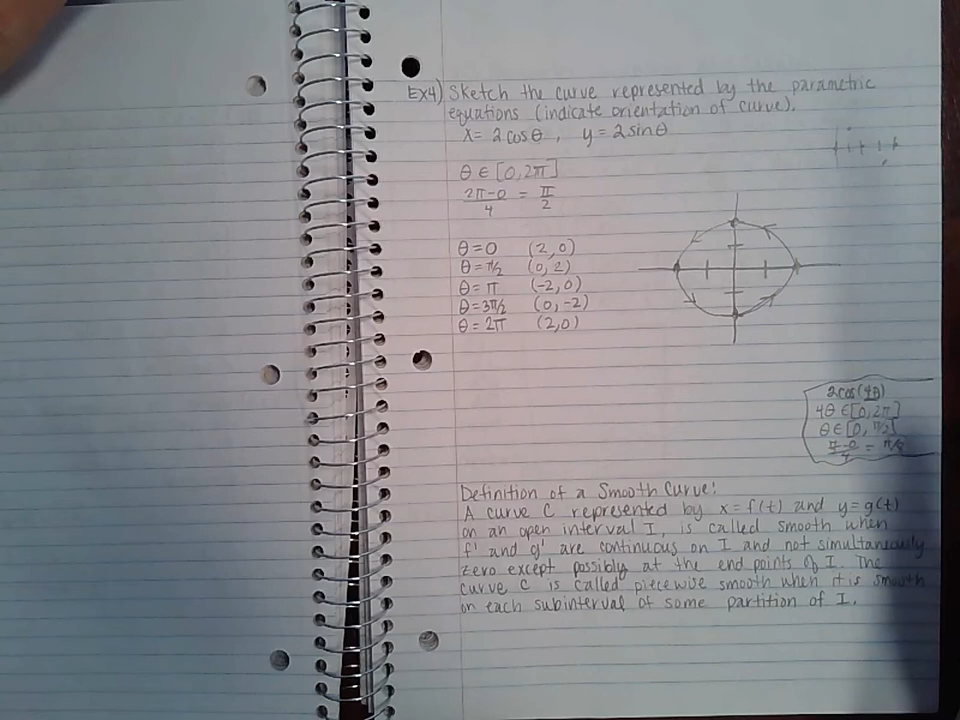 Ex4) Sketch the curve represented by the parametric
equations (indicate orientation of curve).
x = 2cosθ , y = 2sinθ
θ ∈ [0, 2π]
(2π-0)/4 = π/2
θ = 0 (2, 0)
θ = π/2 (0, 2)
θ = π (-2, 0)
θ = 3π/2 (0, -2)
θ = 2π (2, 0)
2cos(4θ)
4θ ∈ [0, 2π]
θ ∈ [0, π/2]
Definition of a Smooth Curve:
A curve C represented by x = f(t) and y = g(t)
on an open interval I, is called smooth when
f' and g' are continuous on I and not simultaneously
zero except possibly at the end points of I. The
curve C is called piecewise smooth when it is smooth
on each subinterval of some partition of I.